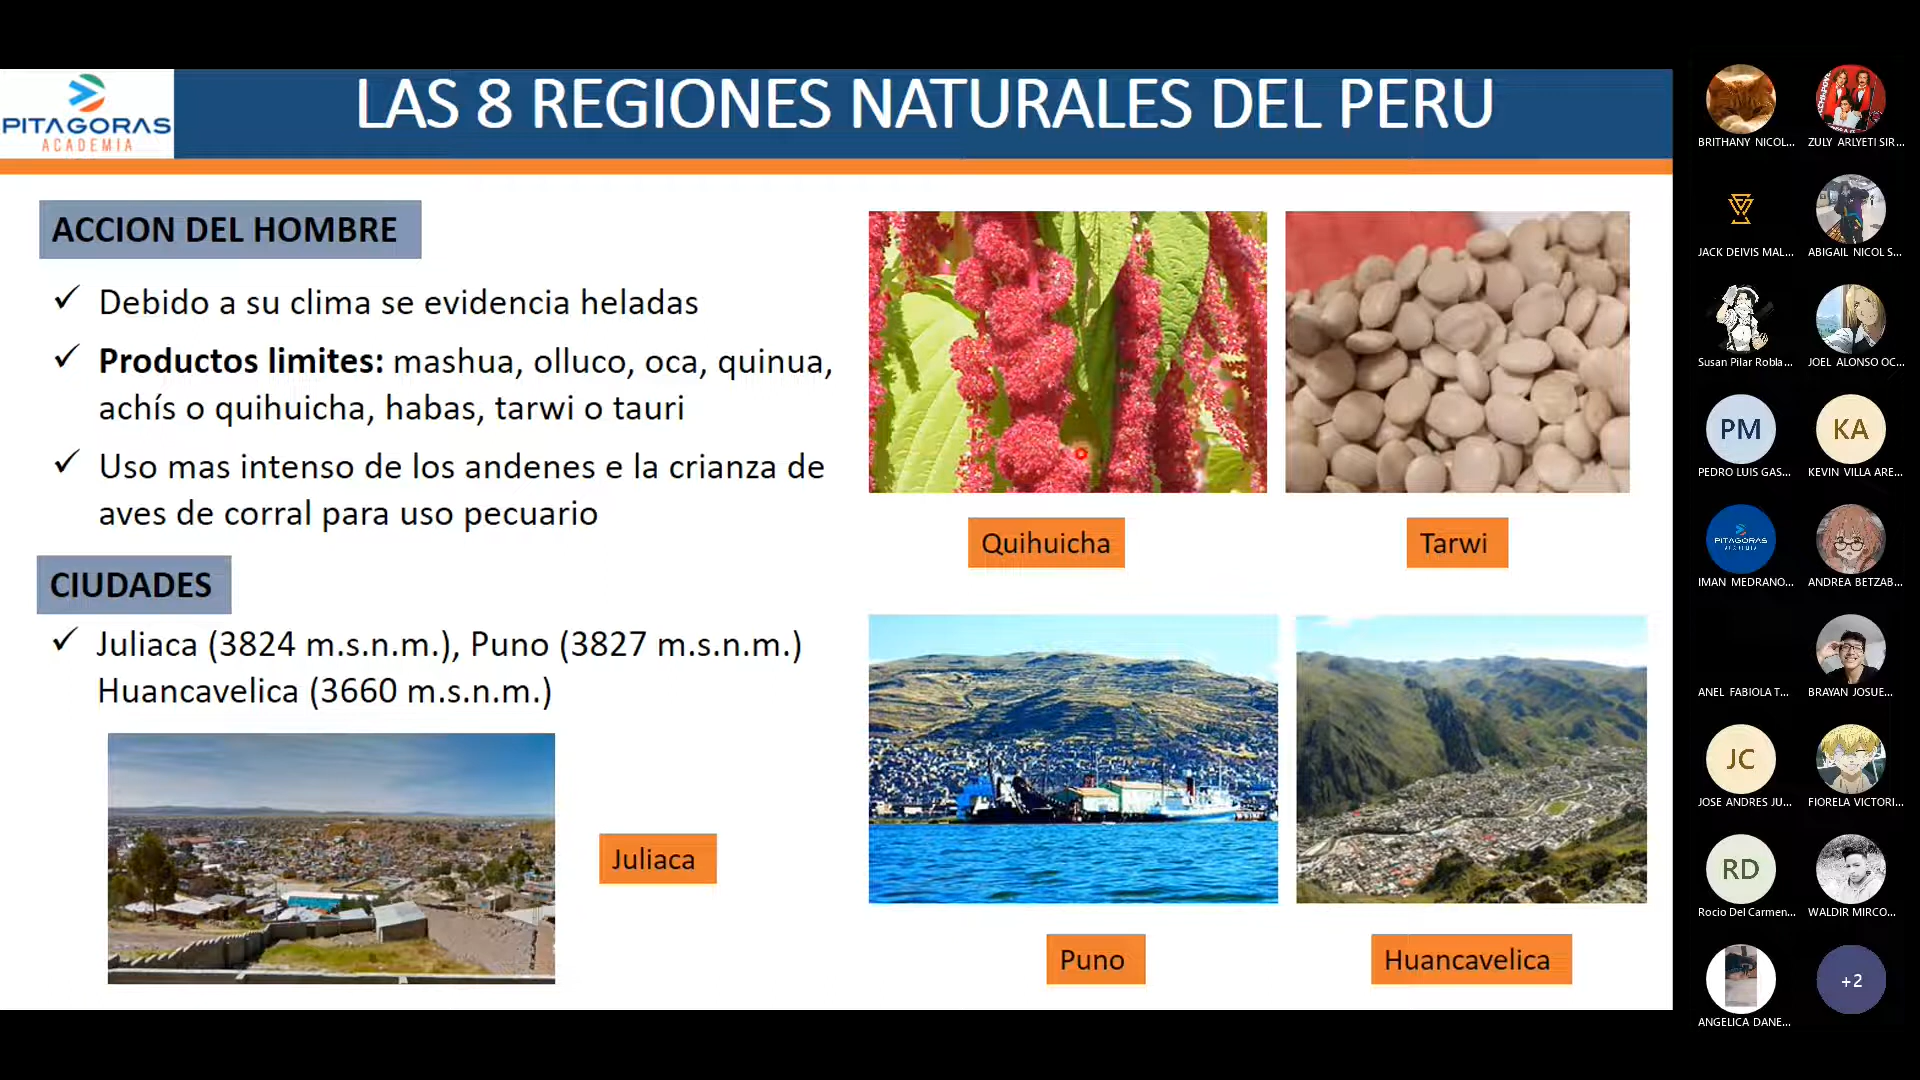 PITAGORAS
ACADEMIA
LAS 8 REGIONES NATURALES DEL PERU
ACCION DEL HOMBRE
✓ Debido a su clima se evidencia heladas
✓ Productos limites: mashua, olluco, oca, quinua,
achís o quihuicha, habas, tarwi o tauri
✓ Uso mas intenso de los andenes e la crianza de
aves de corral para uso pecuario
Quihuicha
Tarwi
CIUDADES
✓ Juliaca (3824 m.s.n.m.), Puno (3827 m.s.n.m.)
Huancavelica (3660 m.s.n.m.)
Juliaca
Puno
Huancavelica
BRITHANY NICOL...
ZULY ARLYETI SIR...
JACK DEIVIS MAL...
ABIGAIL NICOL S...
Susan Pilar Robla...
JOEL ALONSO OC...
PM
PEDRO LUIS GAS...
KA
KEVIN VILLA ARE...
PITAGORAS
IMAN MEDRANO...
ANDREA BETZAB...
ANEL FABIOLA T...
BRAYAN JOSUE...
JC
JOSE ANDRES JU...
FIORELA VICTORI...
RD
Rocio Del Carmen...
WALDIR MIRCO...
ANGELICA DANE...
+2